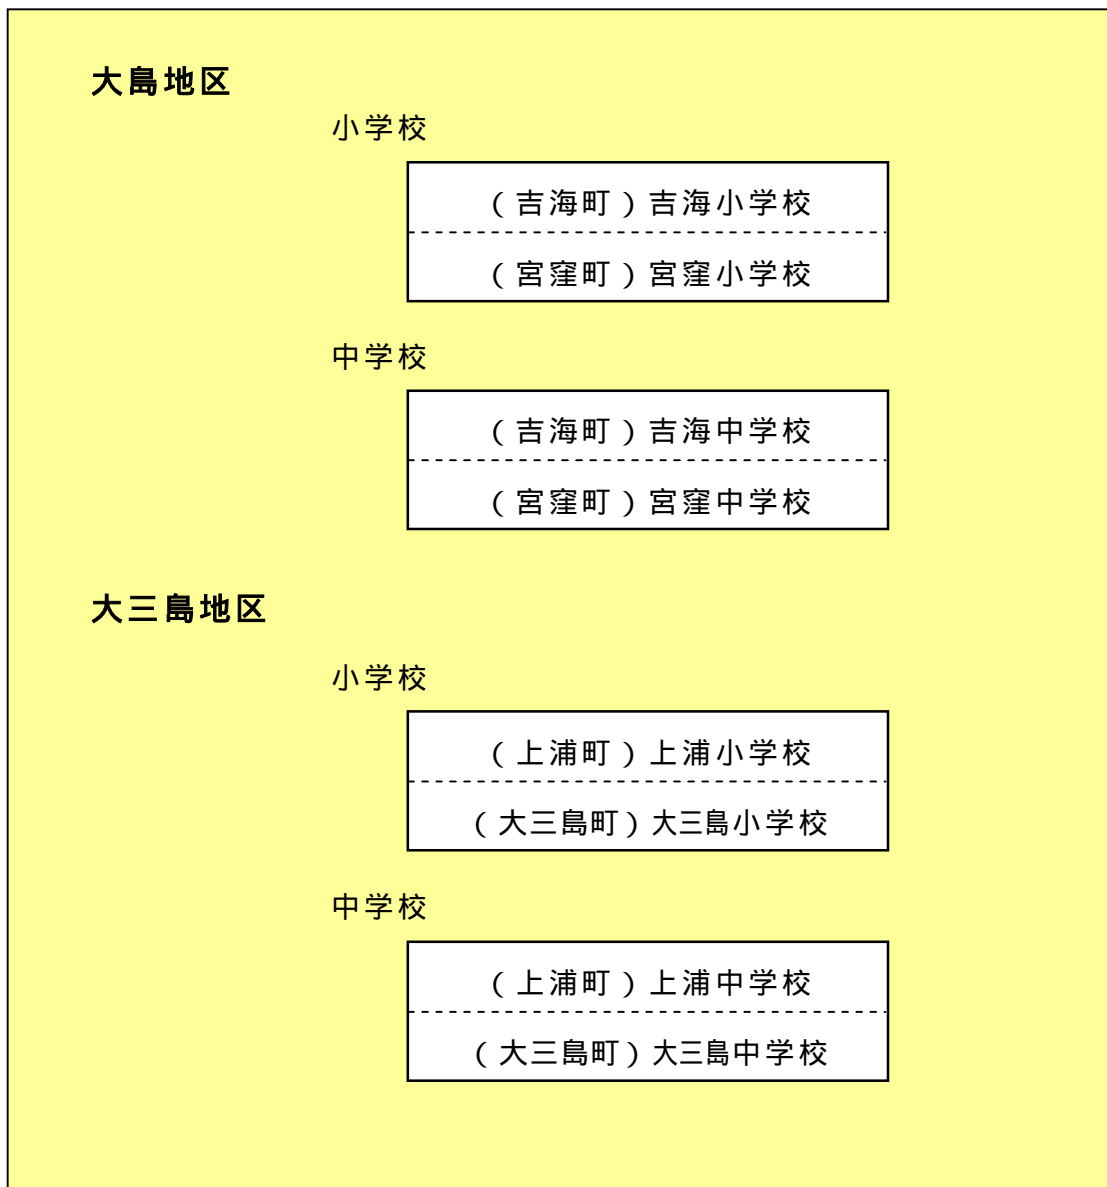 大島地区
小学校
（吉海町）吉海小学校
（宮窪町）宮窪小学校
中学校
（吉海町）吉海中学校
（宮窪町）宮窪中学校
大三島地区
小学校
（上浦町）上浦小学校
（大三島町）大三島小学校
中学校
（上浦町）上浦中学校
（大三島町）大三島中学校